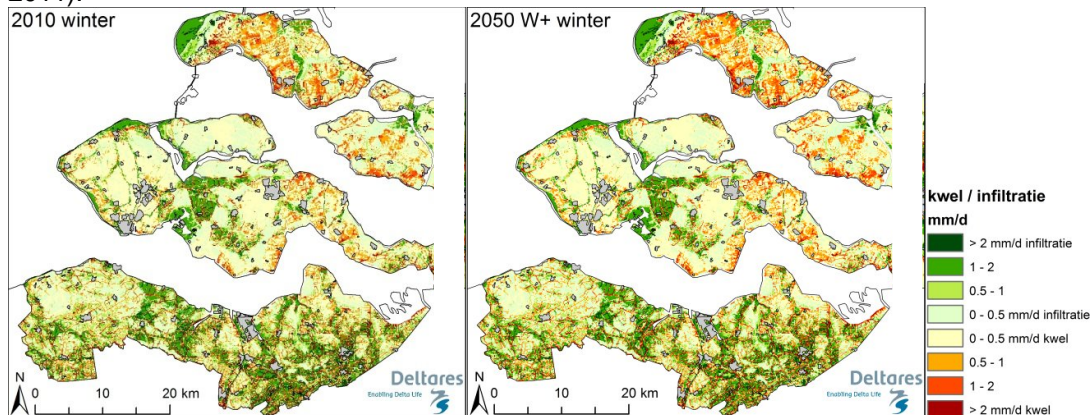 2011).
2010 winter
2050 W+ winter
kwel / infiltratie
mm/d
> 2 mm/d infiltratie
1 - 2
0.5 - 1
0 - 0.5 mm/d infiltratie
0 - 0.5 mm/d kwel
0.5 - 1
1 - 2
> 2 mm/d kwel
N
0 10 20 km
Deltares
Enabling Delta Life
N
0 10 20 km
Deltares
Enabling Delta Life